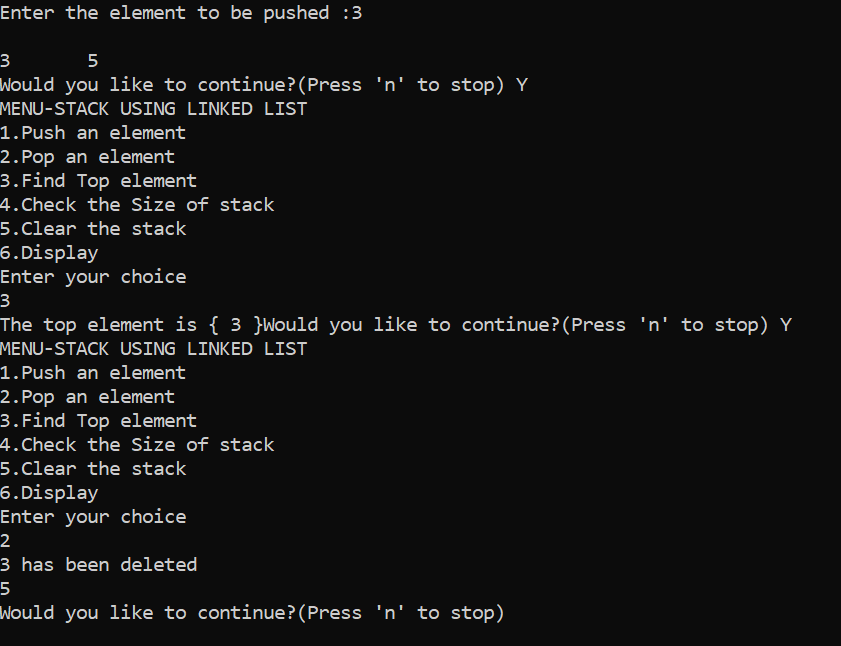 Enter the element to be pushed :3
3       5
Would you like to continue?(Press 'n' to stop) Y
MENU-STACK USING LINKED LIST
1.Push an element
2.Pop an element
3.Find Top element
4.Check the Size of stack
5.Clear the stack
6.Display
Enter your choice
3
The top element is { 3 }Would you like to continue?(Press 'n' to stop) Y
MENU-STACK USING LINKED LIST
1.Push an element
2.Pop an element
3.Find Top element
4.Check the Size of stack
5.Clear the stack
6.Display
Enter your choice
2
3 has been deleted
5
Would you like to continue?(Press 'n' to stop)